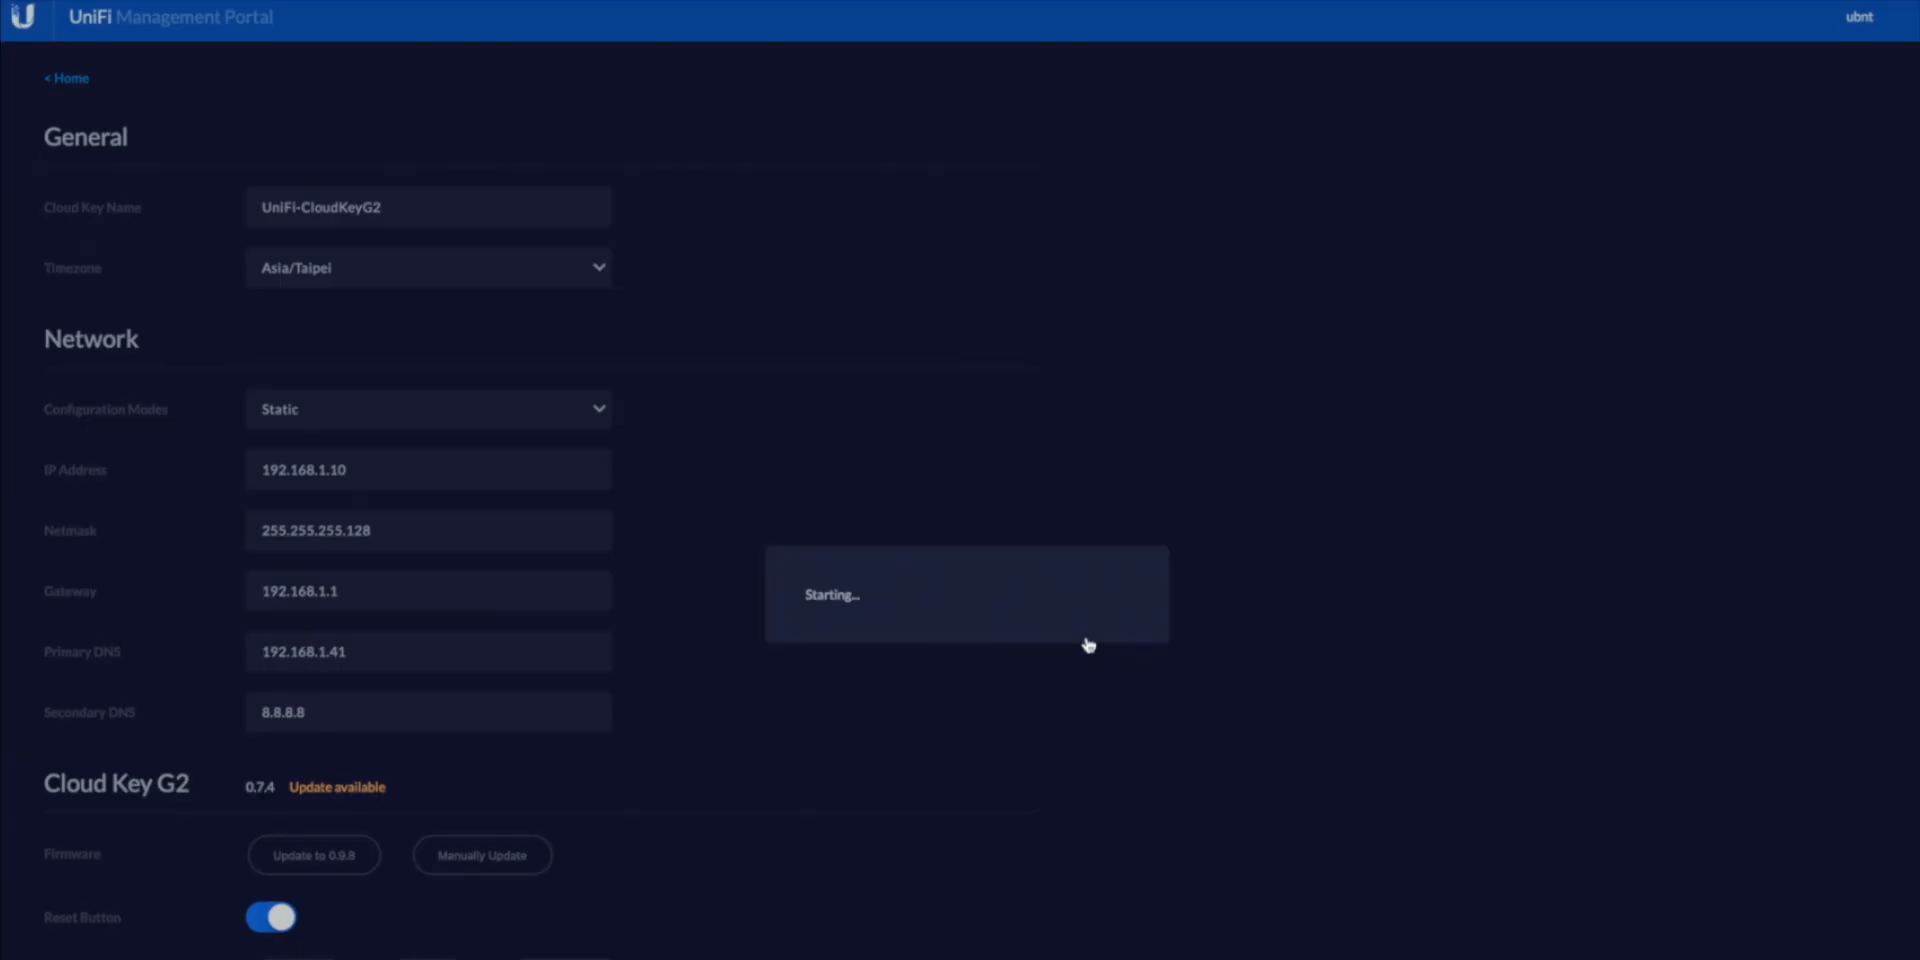 UniFi Management Portal
ubnt
< Home
General
Cloud Key Name
UniFi-CloudKeyG2
Timezone
Asia/Taipei
Network
Configuration Modes
Static
IP Address
192.168.1.10
Netmask
255.255.255.128
Gateway
192.168.1.1
Starting...
Primary DNS
192.168.1.41
Secondary DNS
8.8.8.8
Cloud Key G2
0.7.4 Update available
Firmware
Update to 0.9.8
Manually Update
Reset Button